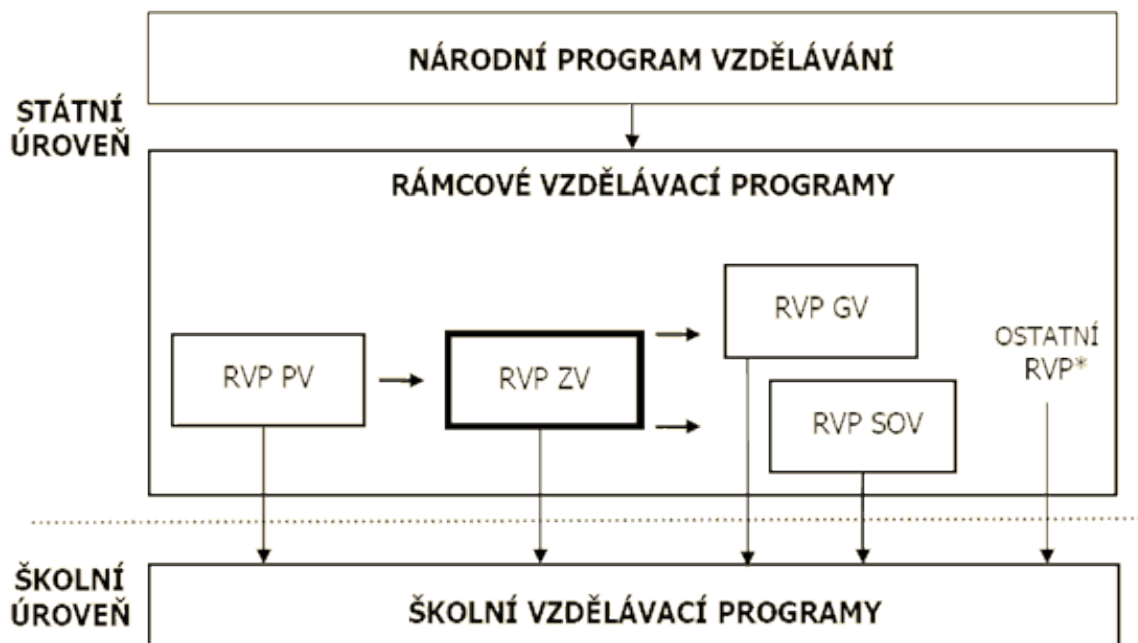 NÁRODNÍ PROGRAM VZDĚLÁVÁNÍ
STÁTNÍ
ÚROVEŇ
RÁMCOVÉ VZDĚLÁVACÍ PROGRAMY
RVP PV
RVP ZV
RVP GV
RVP SOV
OSTATNÍ
RVP*
ŠKOLNÍ
ÚROVEŇ
ŠKOLNÍ VZDĚLÁVACÍ PROGRAMY